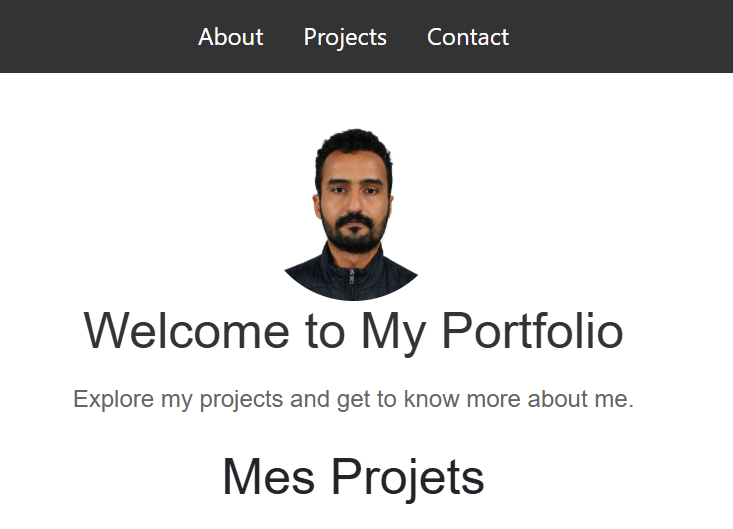 About Projects Contact
Welcome to My Portfolio
Explore my projects and get to know more about me.
Mes Projets